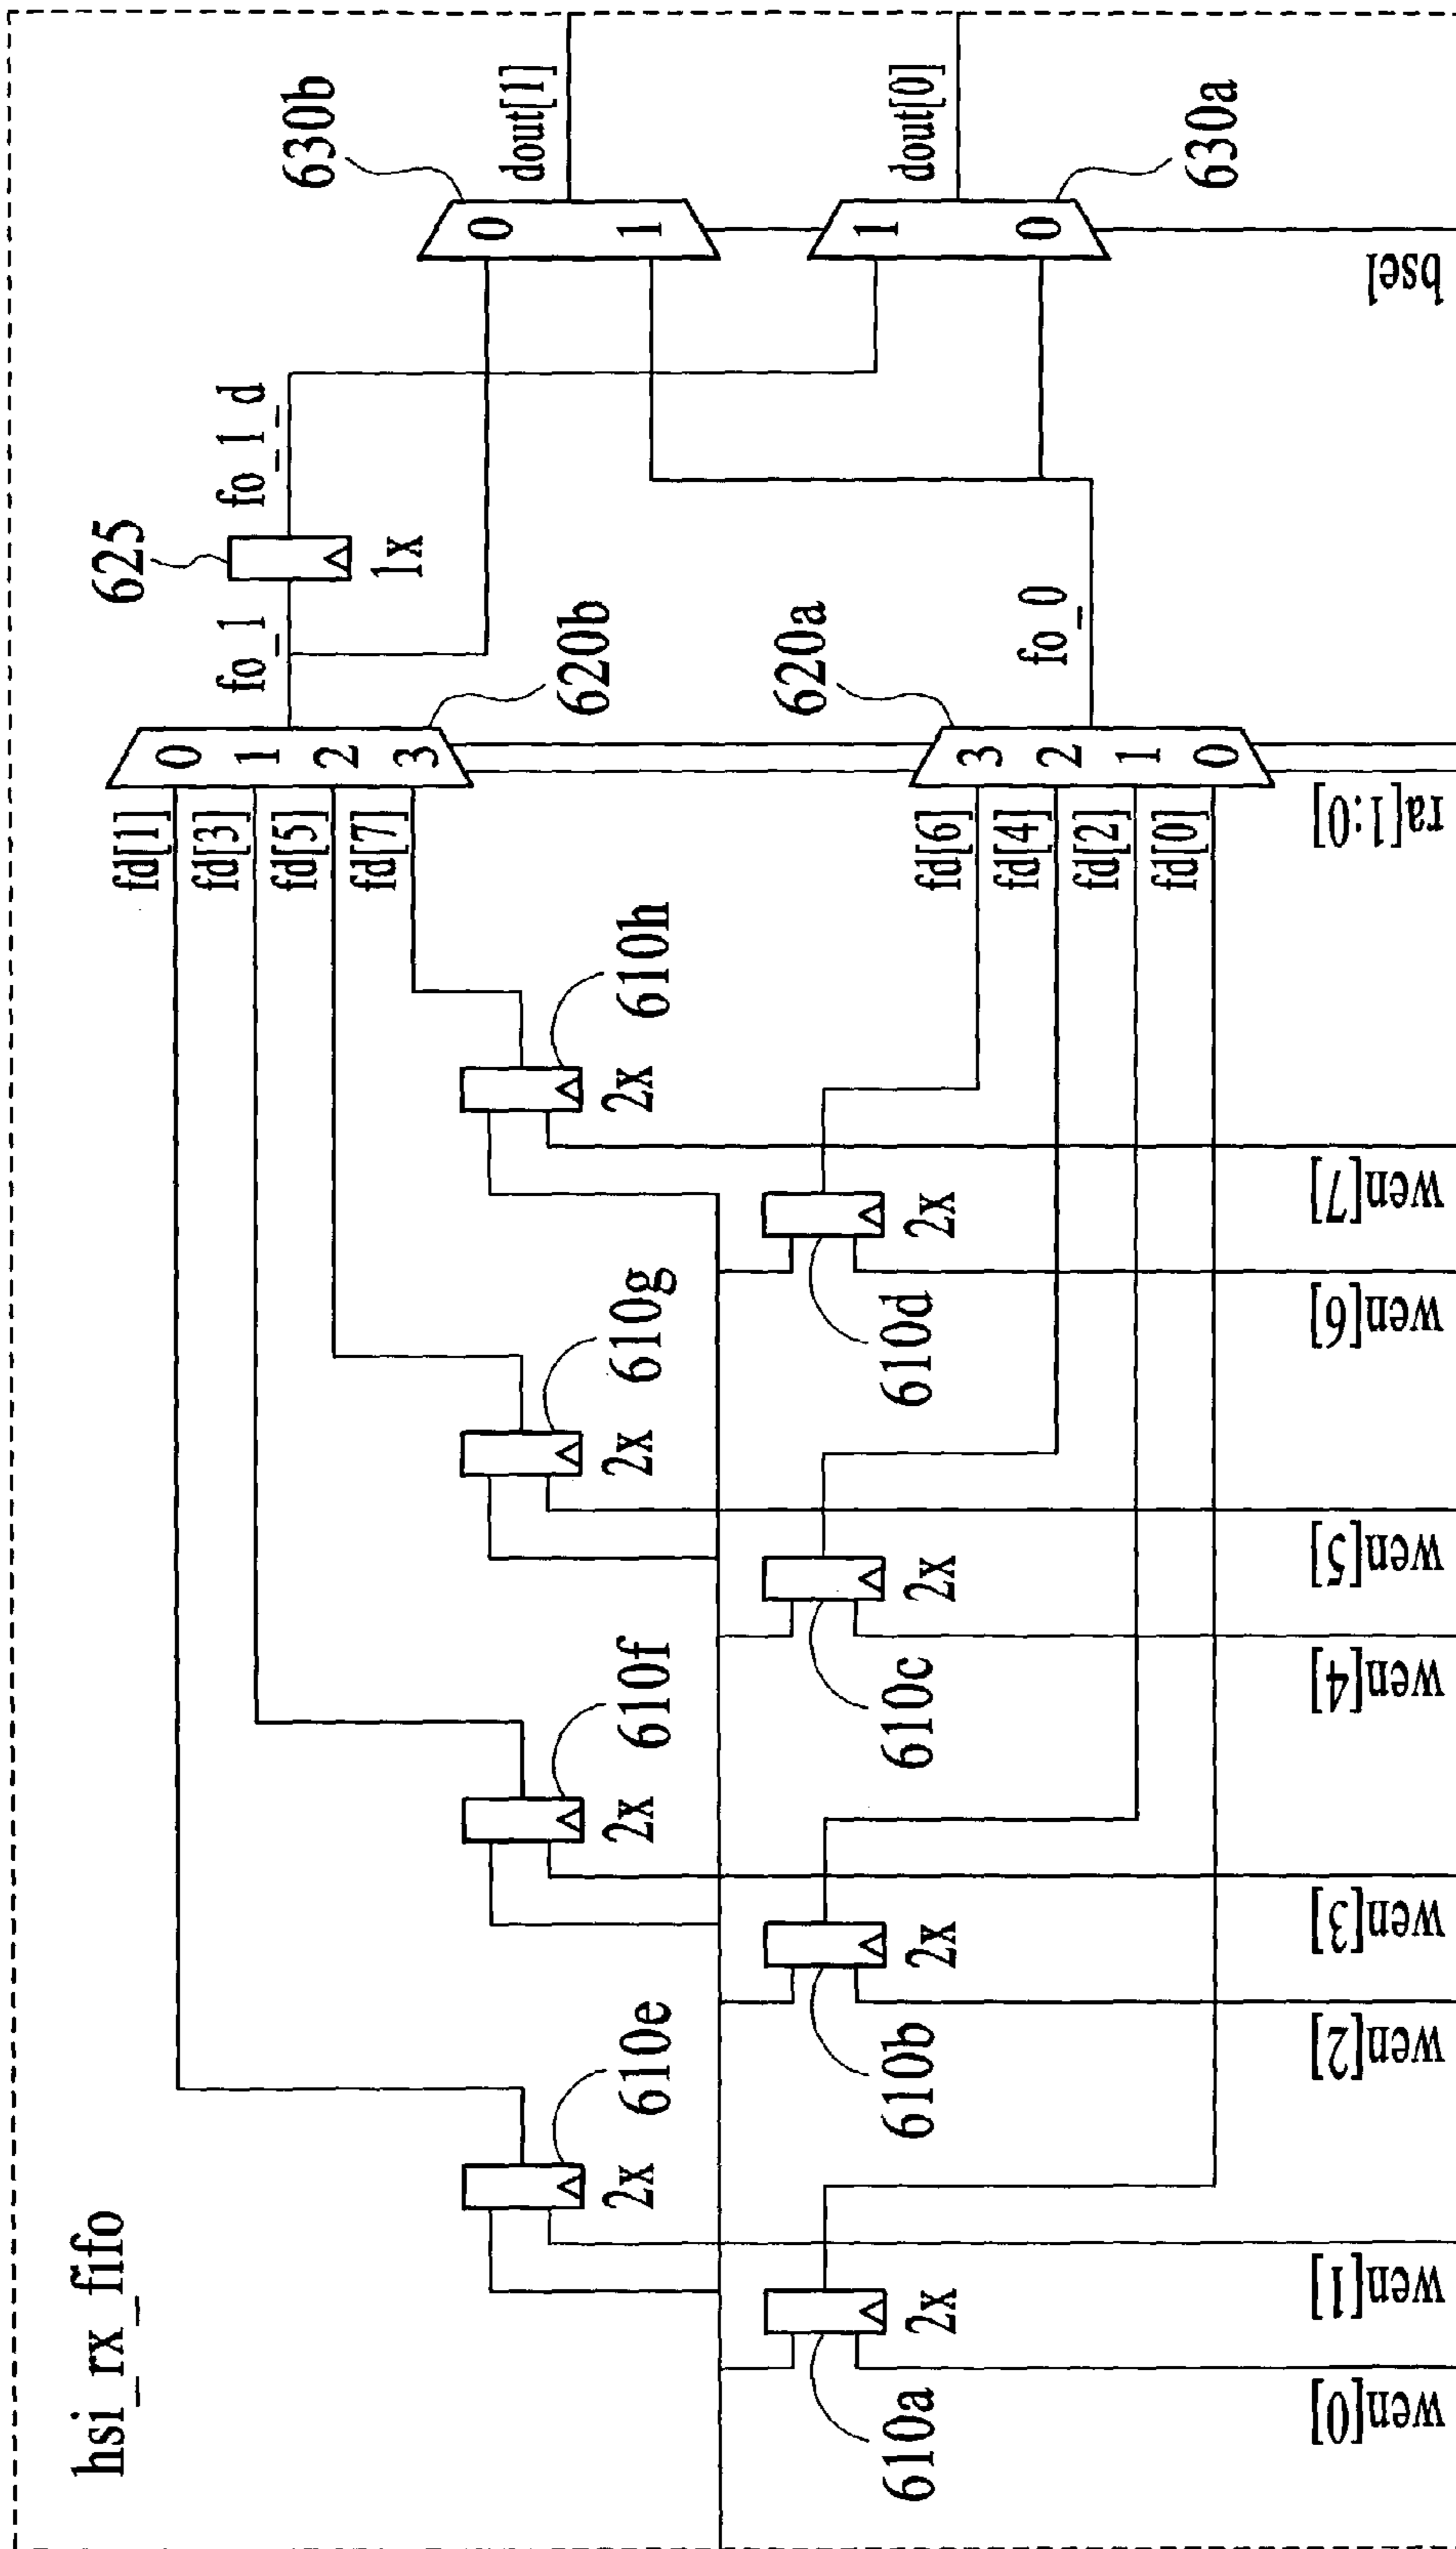 hsi_rx_fifo
610a
2x
wen[0]
wen[1]
610e
2x
610b
2x
wen[2]
wen[3]
610f
2x
610c
2x
wen[4]
wen[5]
610g
2x
610d
2x
wen[6]
wen[7]
610h
2x
fd[1]
fd[3]
fd[5]
fd[7]
0
1
2
3
620b
fd[6]
fd[4]
fd[2]
fd[0]
3
2
1
0
620a
ra[1:0]
fo_1
625
1x
fo_1_d
fo_0
0
1
630b
dout[1]
1
0
630a
dout[0]
bsel